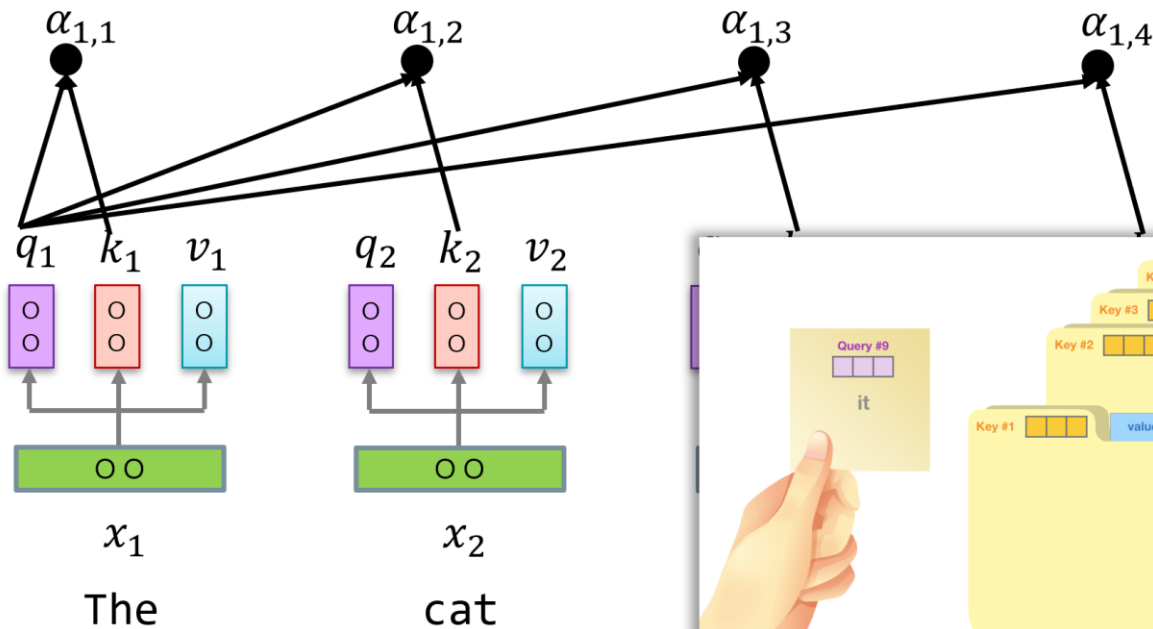 α1,1 α1,2 α1,3 α1,4
q1 k1 v1 q2 k2 v2
O O O O O O
O O O O O O
O O O O
x1 x2
The cat
Key #3
Query #9 Key #2
it
Key #1